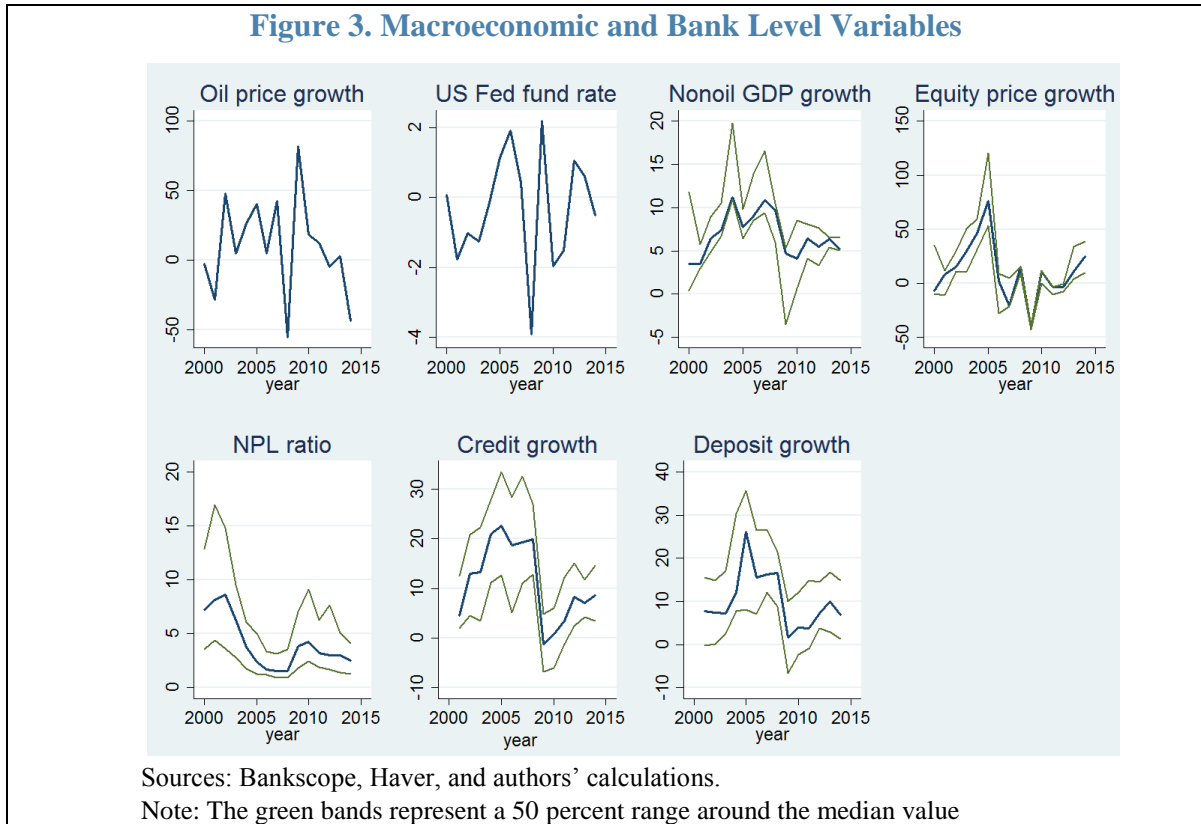 Figure 3. Macroeconomic and Bank Level Variables
Oil price growth
100
50
0
-50
2000 2005 2010 2015
year
US Fed fund rate
2
0
-2
-4
2000 2005 2010 2015
year
Nonoil GDP growth
20
15
10
5
0
-5
2000 2005 2010 2015
year
Equity price growth
150
100
50
0
-50
2000 2005 2010 2015
year
NPL ratio
20
15
10
5
0
2000 2005 2010 2015
year
Credit growth
30
20
10
0
-10
2000 2005 2010 2015
year
Deposit growth
40
30
20
10
0
-10
2000 2005 2010 2015
year
Sources: Bankscope, Haver, and authors’ calculations.
Note: The green bands represent a 50 percent range around the median value